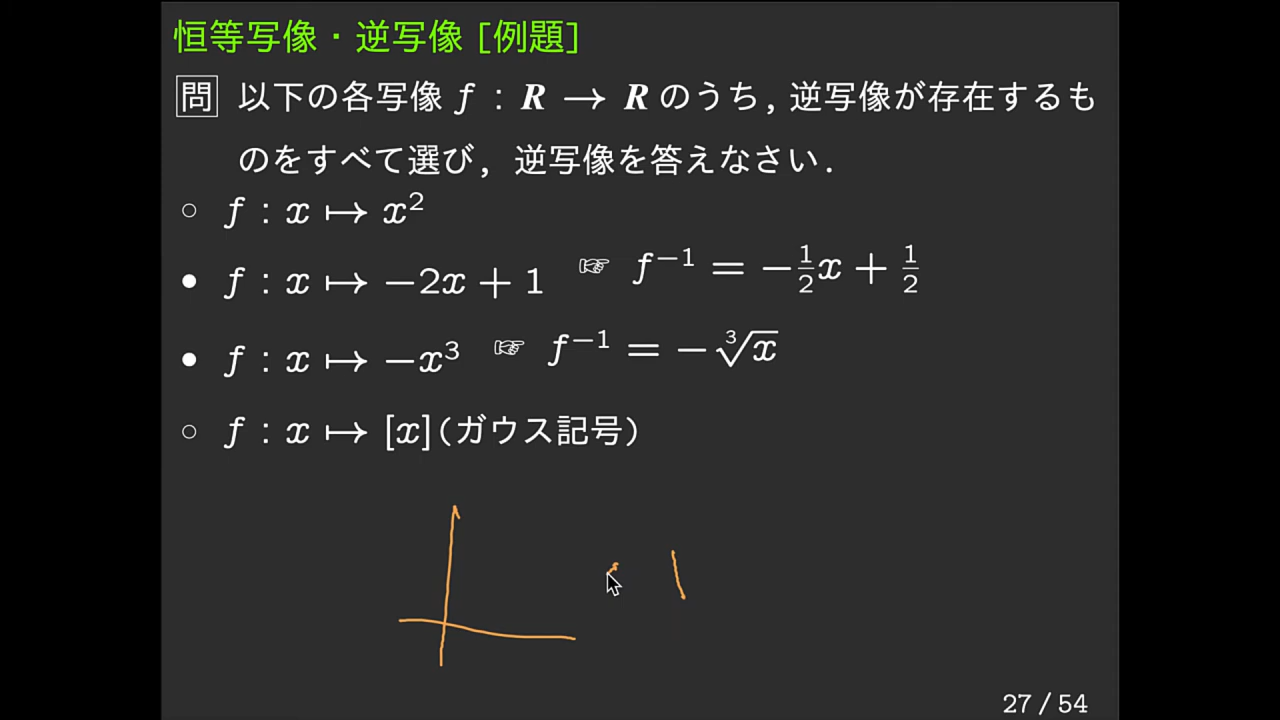 恒等写像・逆写像 [例題]
問 以下の各写像 f : R → R のうち, 逆写像が存在するも
のをすべて選び, 逆写像を答えなさい.
○ f : x ↦ x²
● f : x ↦ −2x + 1 ☞ f⁻¹ = −½x + ½
● f : x ↦ −x³ ☞ f⁻¹ = −∛x
○ f : x ↦ [x](ガウス記号)
27 / 54